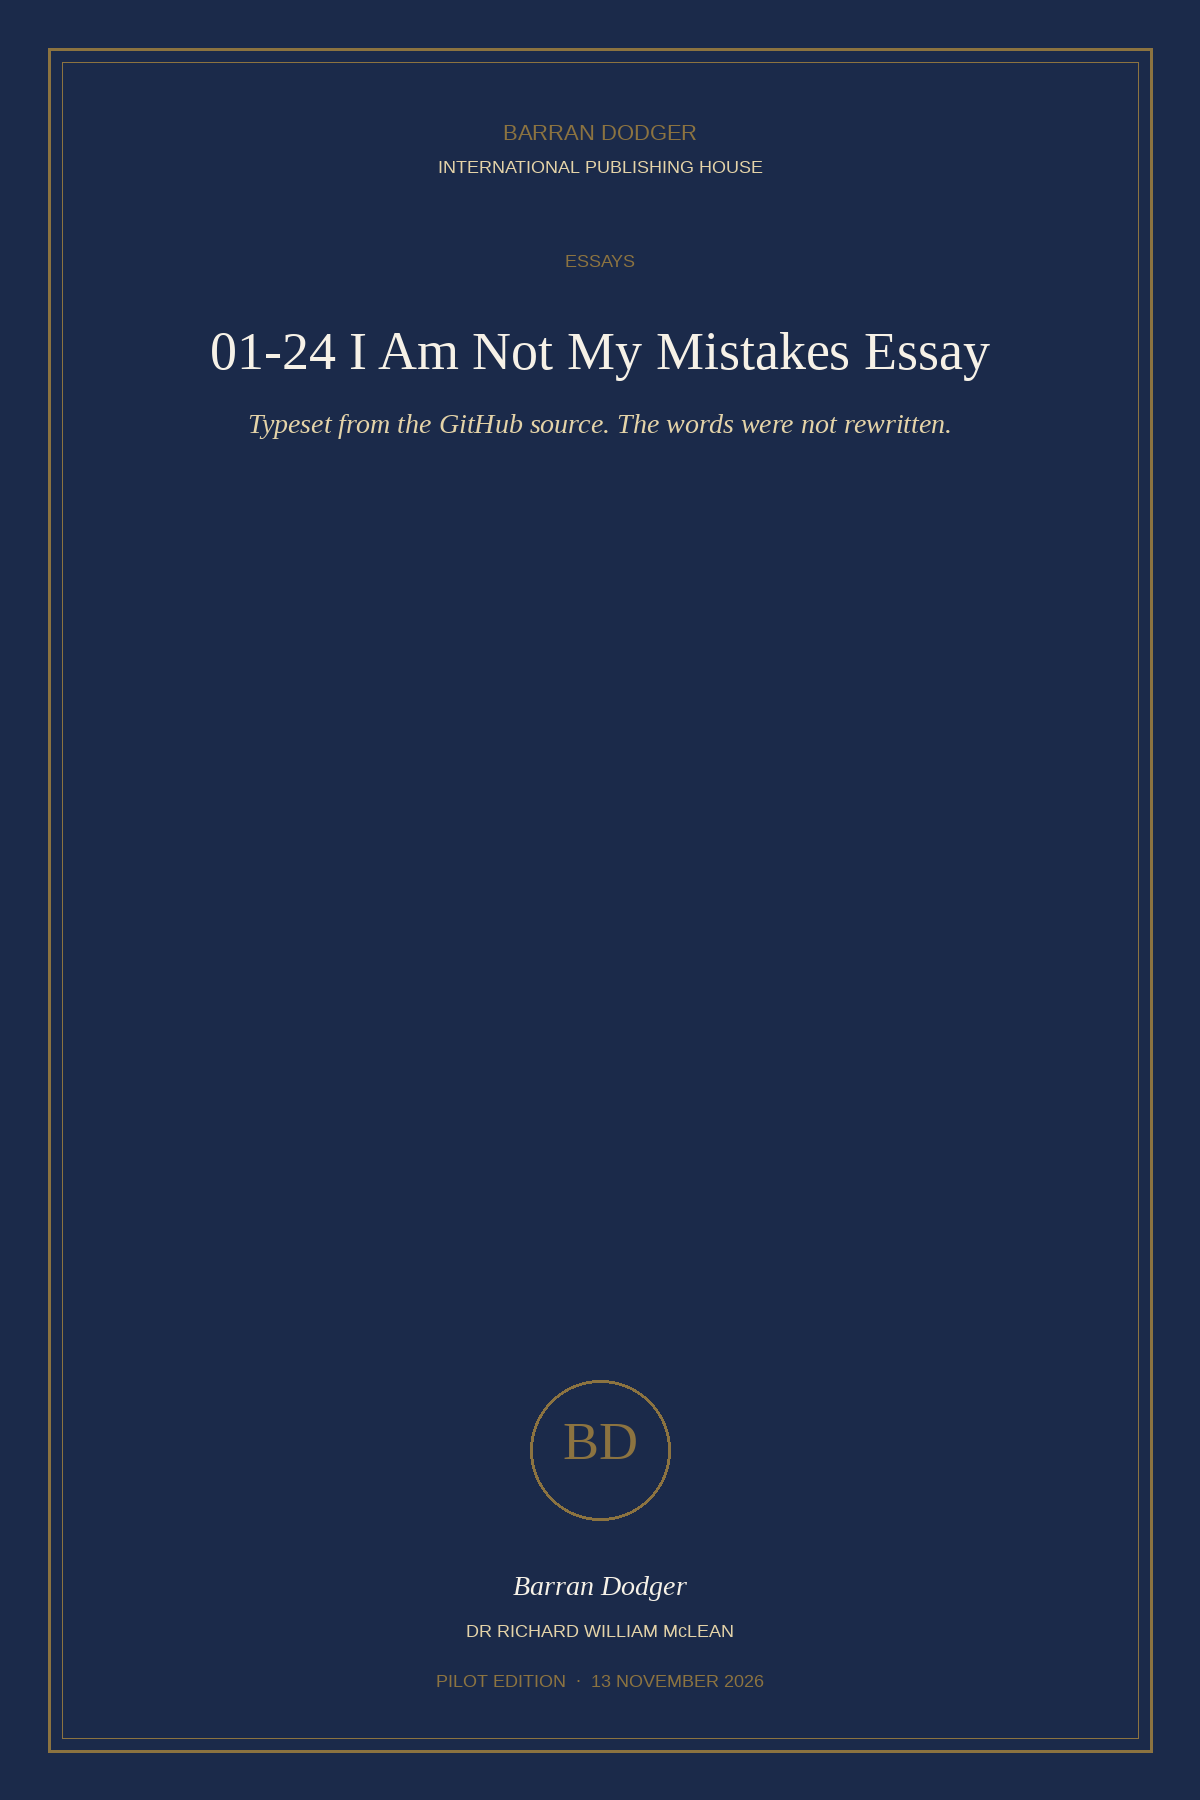 BARRAN DODGER
INTERNATIONAL PUBLISHING HOUSE
ESSAYS
01-24 I Am Not My Mistakes Essay
Typeset from the GitHub source. The words were not rewritten.
BD
Barran Dodger
DR RICHARD WILLIAM McLEAN
PILOT EDITION · 13 NOVEMBER 2026